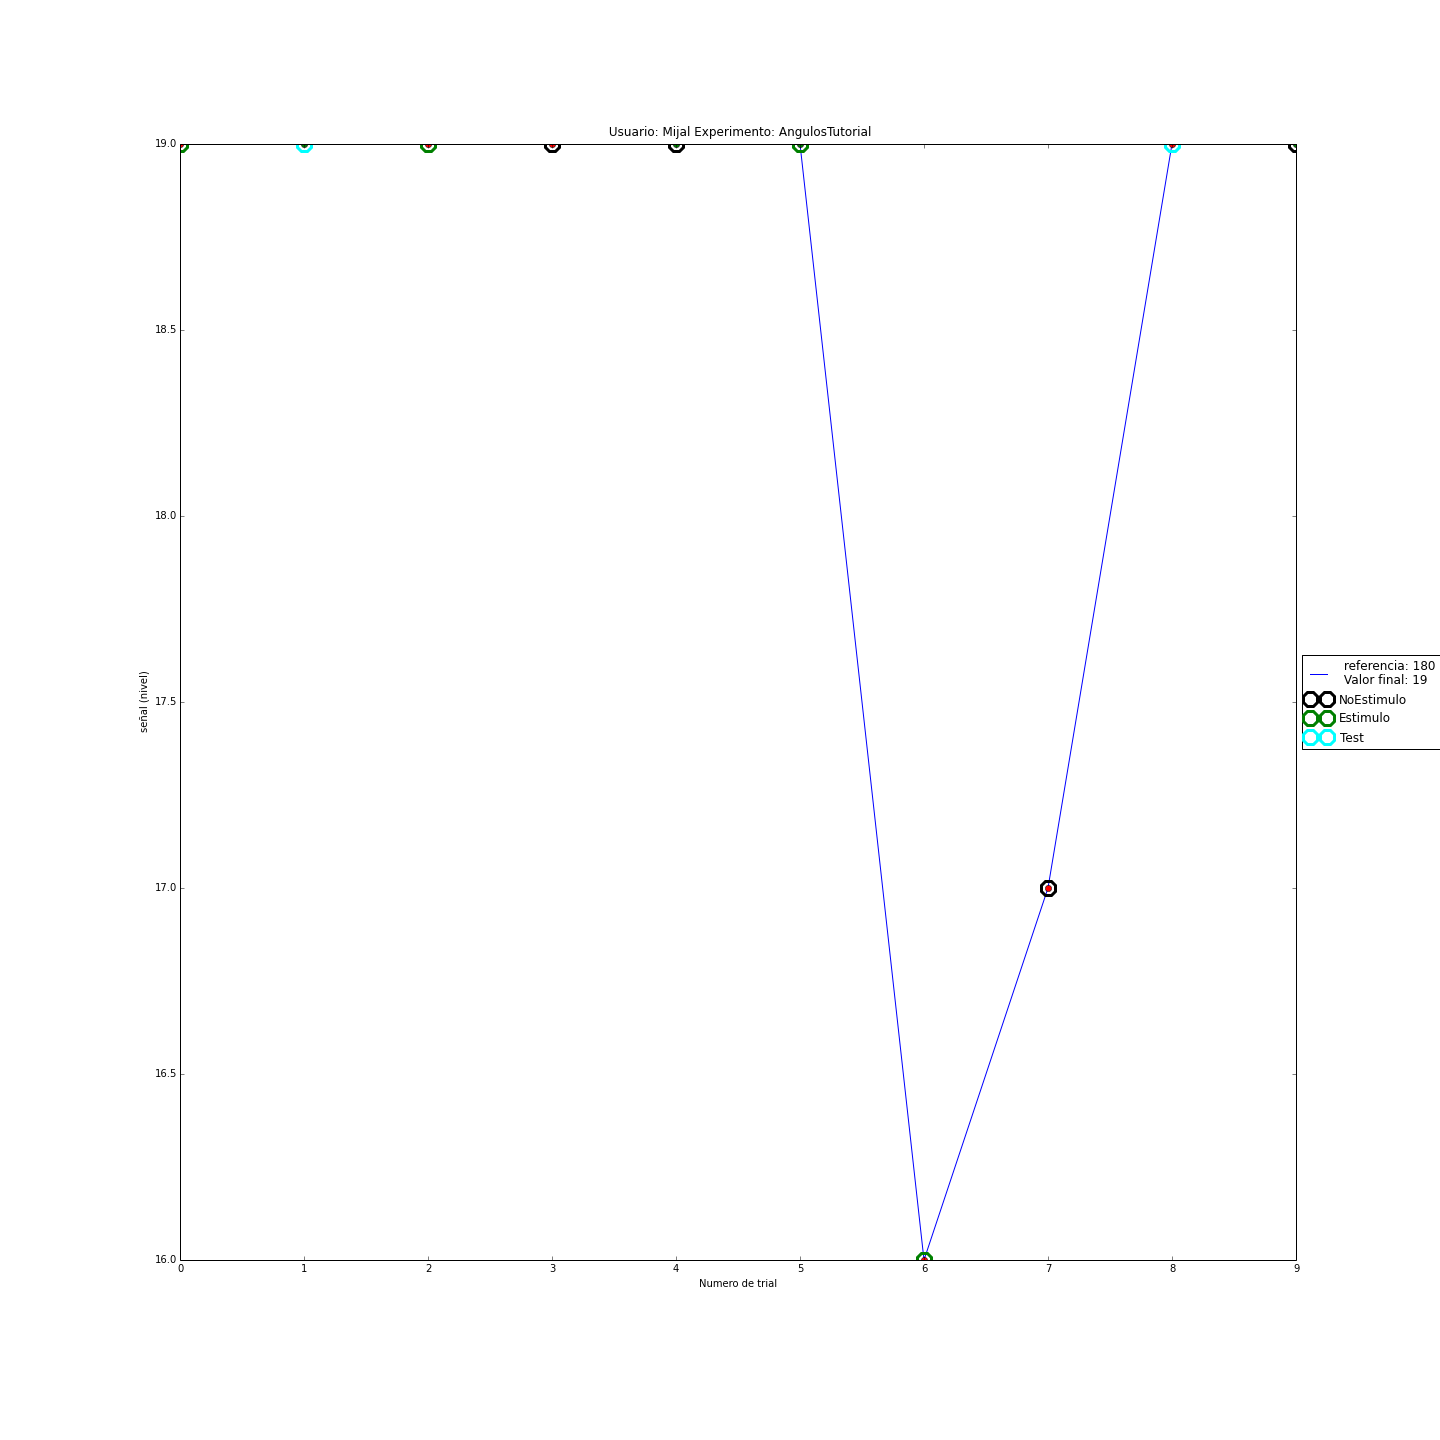 Usuario: Mijal Experimento: AngulosTutorial
19.0
18.5
18.0
17.5
17.0
16.5
16.0
señal (nivel)
0 1 2 3 4 5 6 7 8 9
Numero de trial
referencia: 180
Valor final: 19
NoEstimulo
Estimulo
Test